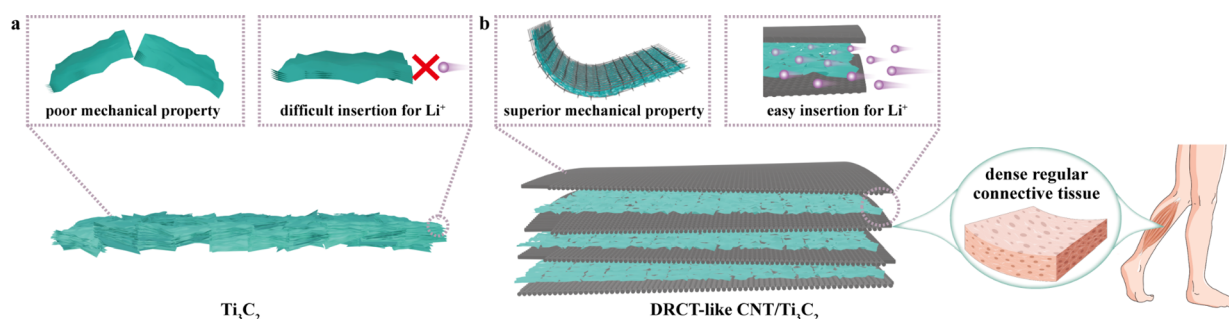 a
poor mechanical property
difficult insertion for Li⁺
Ti₃C₂
b
superior mechanical property
easy insertion for Li⁺
DRCT-like CNT/Ti₃C₂
dense regular
connective tissue